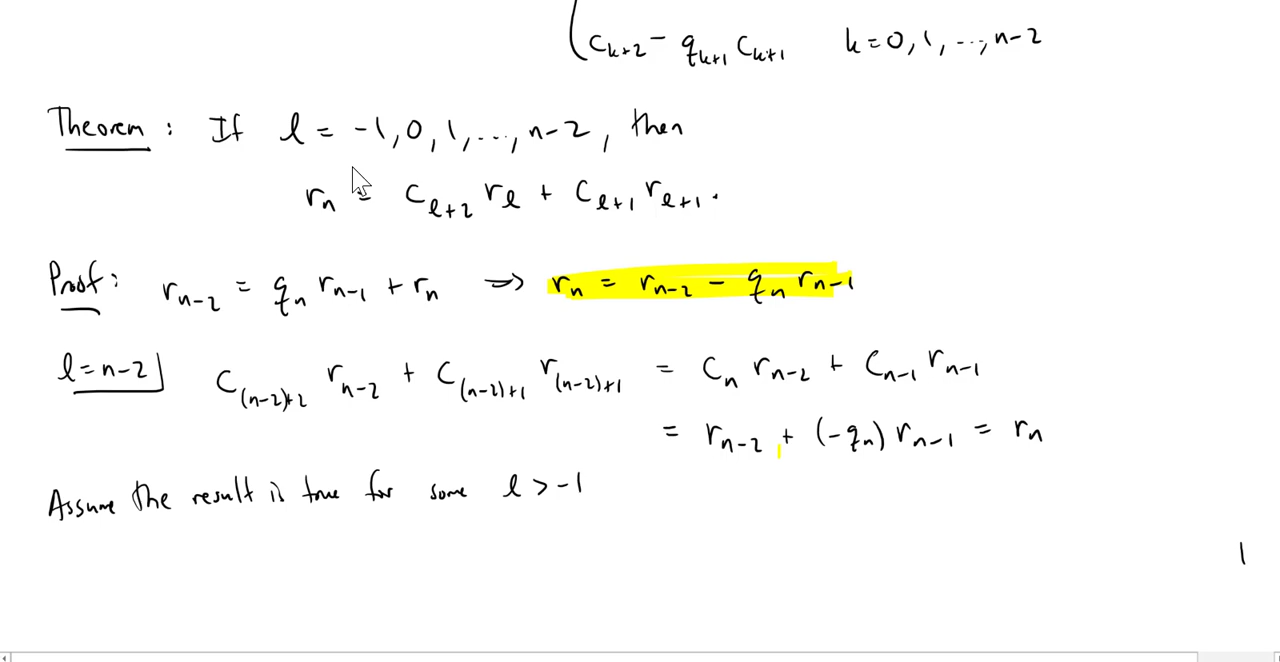 c_{k+2} - q_{k+1} c_{k+1} k = 0, 1, ..., n-2
Theorem: If l = -1, 0, 1, ..., n-2, then
r_n = c_{l+2} r_l + c_{l+1} r_{l+1}.
Proof: r_{n-2} = q_n r_{n-1} + r_n ⇒ r_n = r_{n-2} - q_n r_{n-1}
l = n-2 c_{(n-2)+2} r_{n-2} + c_{(n-2)+1} r_{(n-2)+1} = c_n r_{n-2} + c_{n-1} r_{n-1}
= r_{n-2} + (-q_n) r_{n-1} = r_n
Assume the result is true for some l > -1